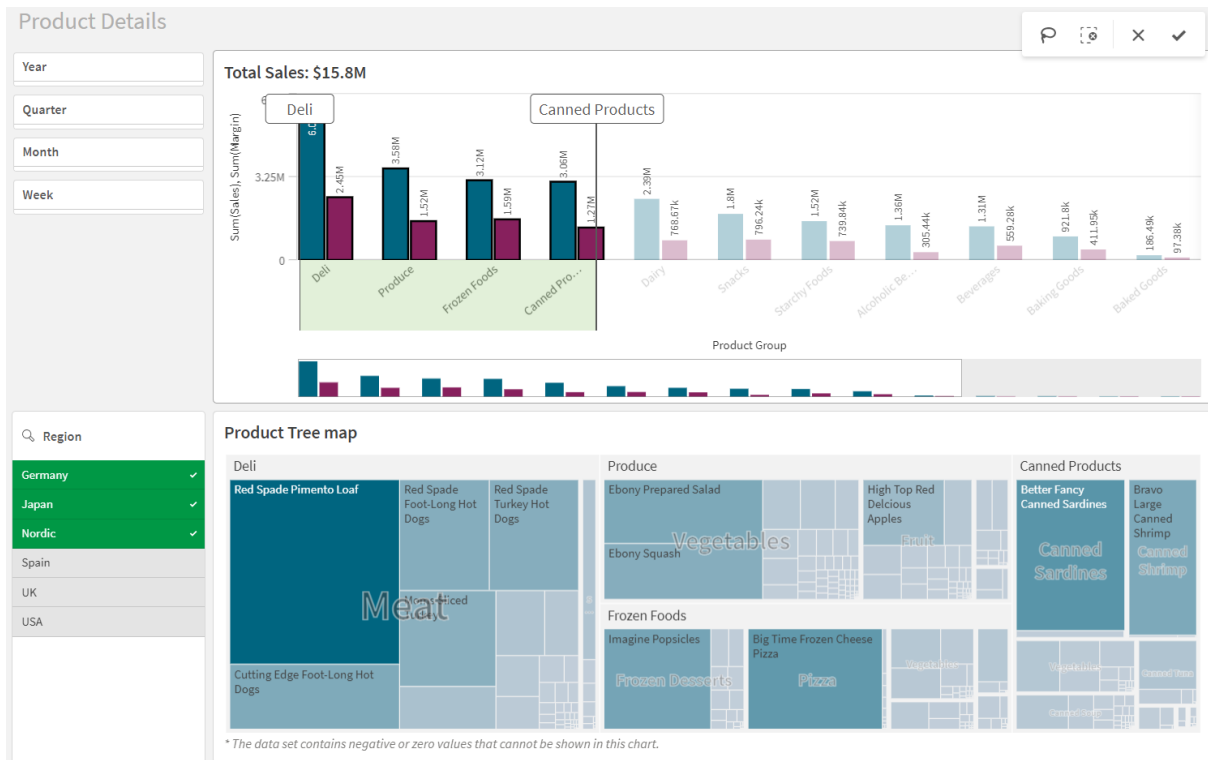 Product Details
Year
Quarter
Month
Week
Total Sales: $15.8M
Deli
Canned Products
Sum(Sales), Sum(Margin)
3.25M
0
2.45M
3.58M
1.52M
3.12M
1.59M
3.06M
1.27M
2.39M
769.67k
1.8M
796.24k
1.52M
739.84k
1.36M
305.44k
1.31M
559.28k
921.8k
411.95k
186.49k
97.38k
Deli
Produce
Frozen Foods
Canned Pro...
Dairy
Snacks
Starchy Foods
Alcoholic Be...
Beverages
Baking Goods
Baked Goods
Product Group
Region
Germany
Japan
Nordic
Spain
UK
USA
Product Tree map
Deli
Red Spade Pimento Loaf
Red Spade
Foot-Long Hot
Dogs
Red Spade
Turkey Hot
Dogs
Meat
Cutting Edge Foot-Long Hot
Dogs
Produce
Ebony Prepared Salad
Vegetables
Ebony Squash
High Top Red
Delcious
Apples
Fruit
Frozen Foods
Imagine Popsicles
Frozen Desserts
Big Time Frozen Cheese
Pizza
Pizza
Vegetables
Canned Products
Better Fancy
Canned Sardines
Canned
Sardines
Bravo
Large
Canned
Shrimp
Canned
Shrimp
Vegetables
Canned Tuna
* The data set contains negative or zero values that cannot be shown in this chart.